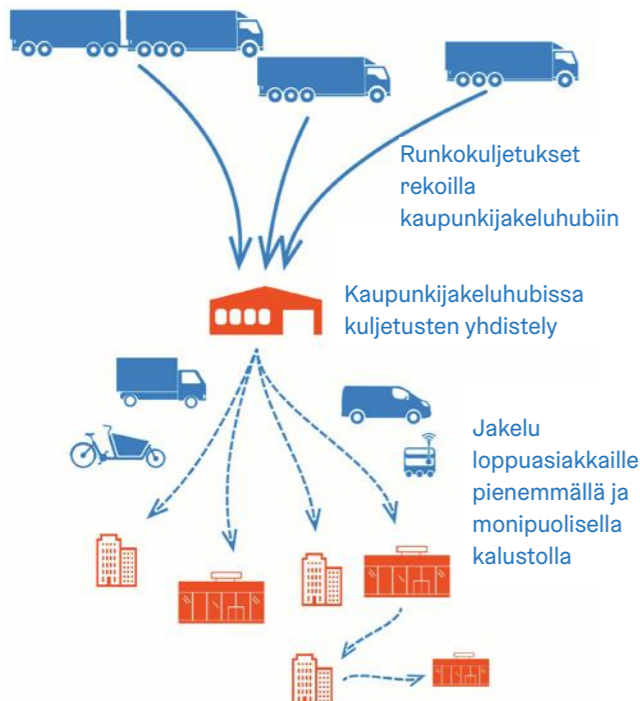 Runkokuljetukset
rekoilla
kaupunkijakeluhubiin
Kaupunkijakeluhubissa
kuljetusten yhdistely
Jakelu
loppuasiakkaille
pienemmällä ja
monipuolisella
kalustolla